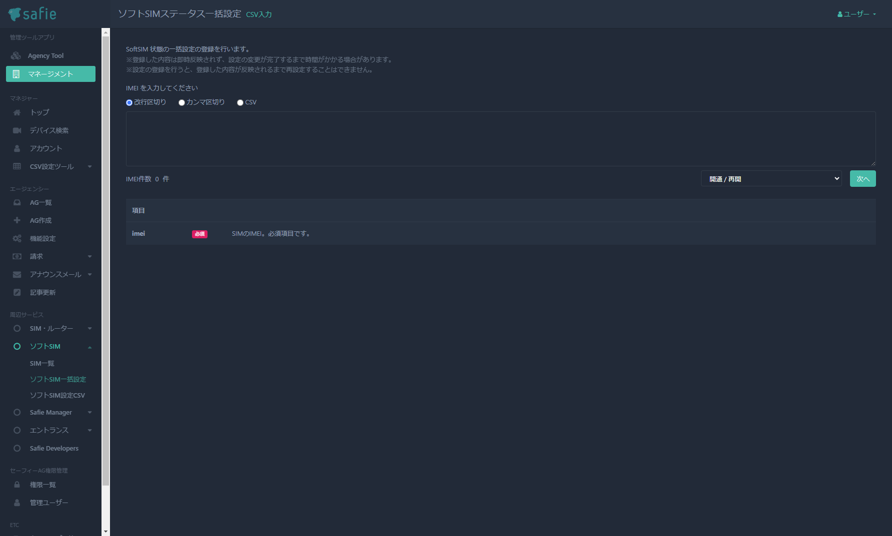 safie
ソフトSIMステータス一括設定 CSV入力
ユーザー
管理ツールアプリ
Agency Tool
マネージメント
マネジャー
トップ
デバイス検索
アカウント
CSV設定ツール
エージェンシー
AG一覧
AG作成
機能設定
請求
アナウンスメール
記事更新
周辺サービス
SIM・ルーター
ソフトSIM
SIM一覧
ソフトSIM一括設定
ソフトSIM設定CSV
Safie Manager
エントランス
Safie Developers
セーフィーAG権限管理
権限一覧
管理ユーザー
ETC
SoftSIM 状態の一括設定の登録を行います。
※登録した内容は即時反映されず、設定の変更が完了するまで時間がかかる場合があります。
※設定の登録を行うと、登録した内容が反映されるまで再設定することはできません。
IMEI を入力してください
改行区切り カンマ区切り CSV
IMEI件数 0 件
開通 / 再開
次へ
項目
imei 必須 SIMのIMEI。必須項目です。